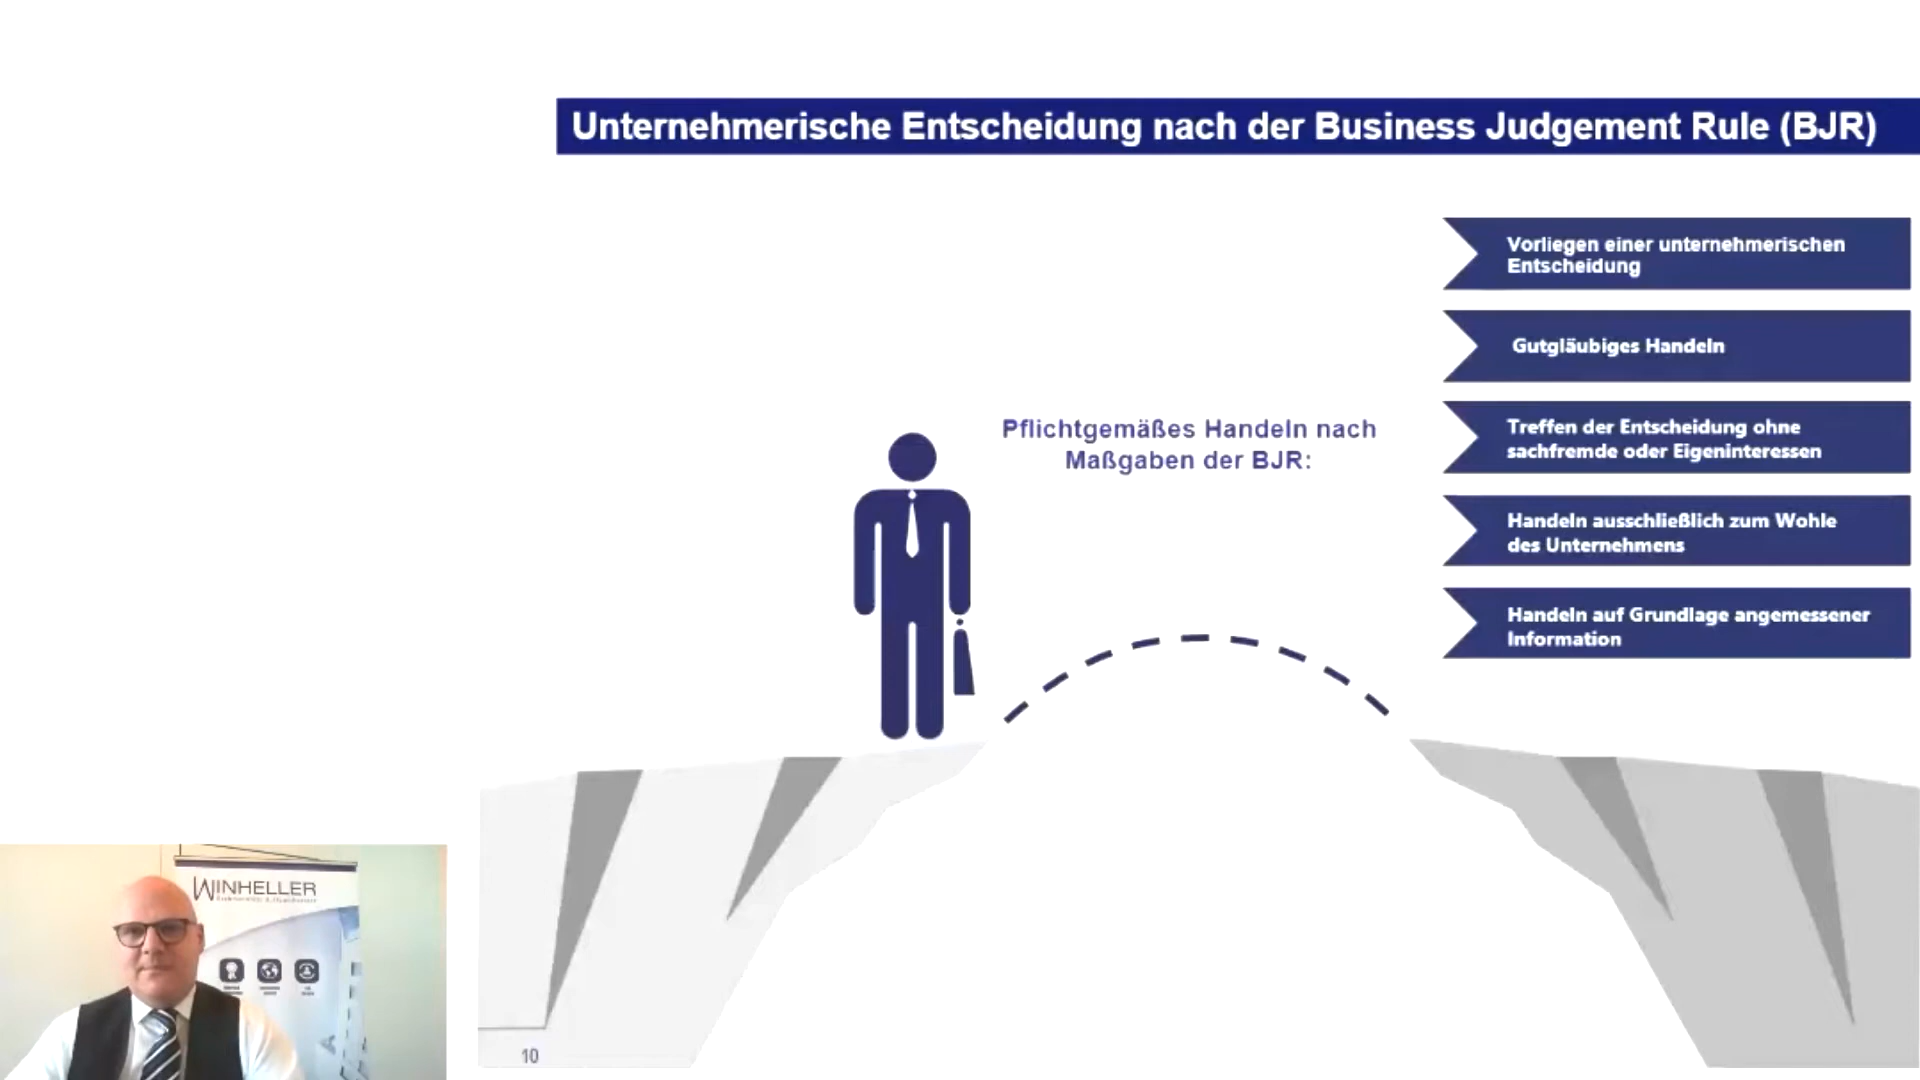 Unternehmerische Entscheidung nach der Business Judgement Rule (BJR)
Vorliegen einer unternehmerischen
Entscheidung
Gutgläubiges Handeln
Treffen der Entscheidung ohne
sachfremde oder Eigeninteressen
Handeln ausschließlich zum Wohle
des Unternehmens
Handeln auf Grundlage angemessener
Information
Pflichtgemäßes Handeln nach
Maßgaben der BJR:
WINHELLER
10